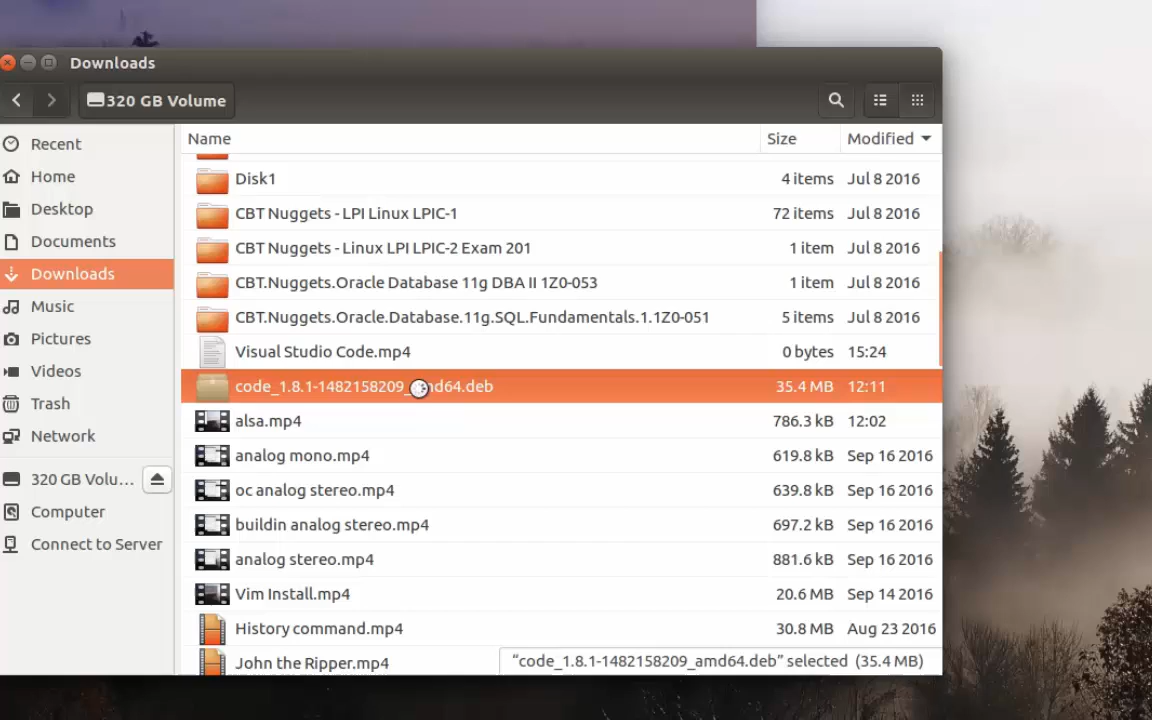 Downloads
320 GB Volume
Name Size Modified
Recent
Home
Desktop
Documents
Downloads
Music
Pictures
Videos
Trash
Network
320 GB Volu...
Computer
Connect to Server
Disk1 4 items Jul 8 2016
CBT Nuggets - LPI Linux LPIC-1 72 items Jul 8 2016
CBT Nuggets - Linux LPI LPIC-2 Exam 201 1 item Jul 8 2016
CBT.Nuggets.Oracle Database 11g DBA II 1Z0-053 1 item Jul 8 2016
CBT.Nuggets.Oracle.Database.11g.SQL.Fundamentals.1.1Z0-051 5 items Jul 8 2016
Visual Studio Code.mp4 0 bytes 15:24
code_1.8.1-1482158209_amd64.deb 35.4 MB 12:11
alsa.mp4 786.3 kB 12:02
analog mono.mp4 619.8 kB Sep 16 2016
oc analog stereo.mp4 639.8 kB Sep 16 2016
buildin analog stereo.mp4 697.2 kB Sep 16 2016
analog stereo.mp4 881.6 kB Sep 16 2016
Vim Install.mp4 20.6 MB Sep 14 2016
History command.mp4 30.8 MB Aug 23 2016
John the Ripper.mp4
“code_1.8.1-1482158209_amd64.deb” selected (35.4 MB)